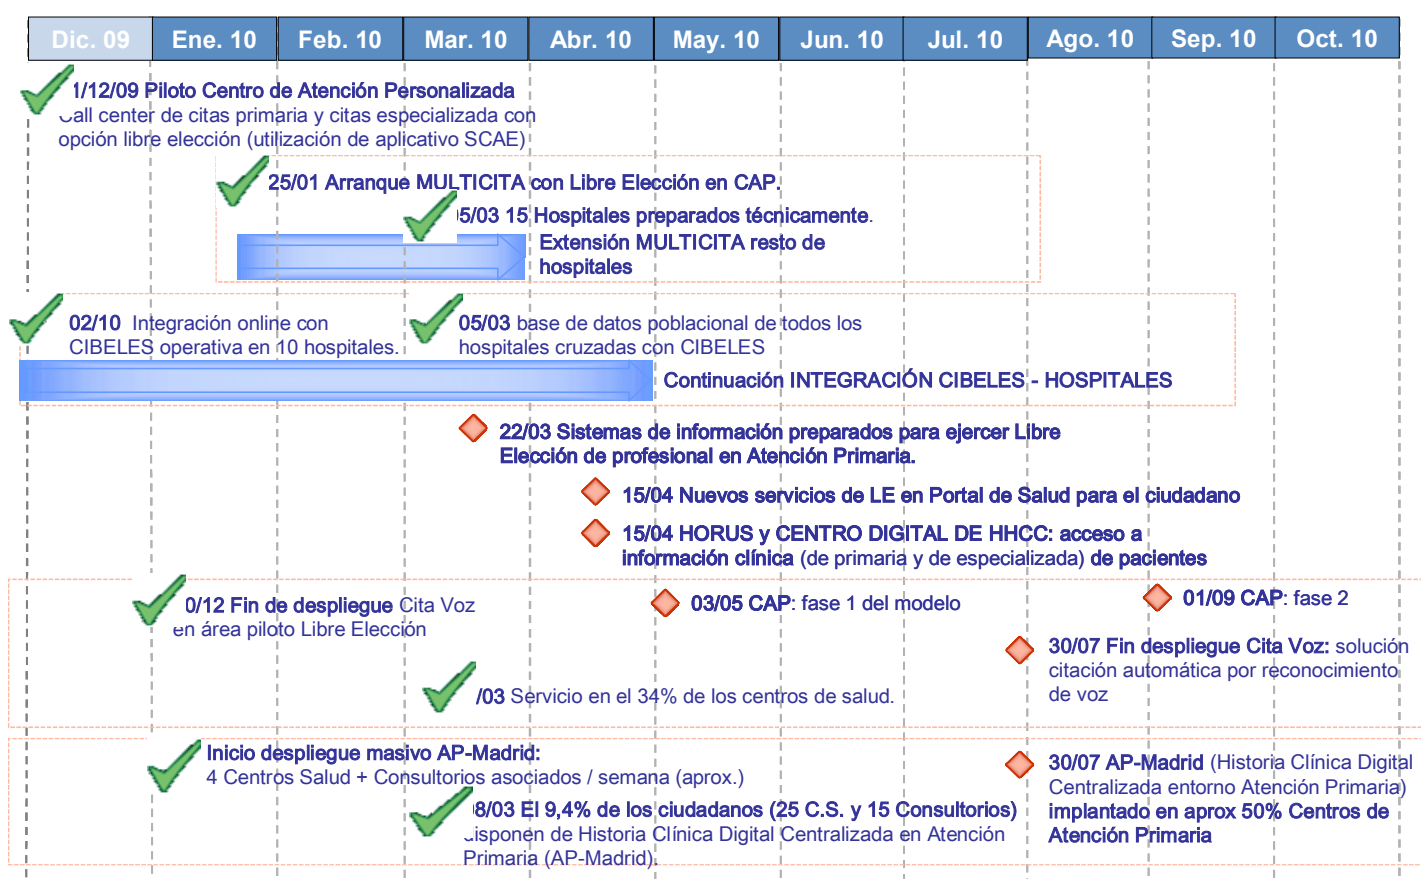 Dic. 09 Ene. 10 Feb. 10 Mar. 10 Abr. 10 May. 10 Jun. 10 Jul. 10 Ago. 10 Sep. 10 Oct. 10
1/12/09 Piloto Centro de Atención Personalizada
Call center de citas primaria y citas especializada con
opción libre elección (utilización de aplicativo SCAE)
25/01 Arranque MULTICITA con Libre Elección en CAP.
05/03 15 Hospitales preparados técnicamente.
Extensión MULTICITA resto de
hospitales
02/10 Integración online con
CIBELES operativa en 10 hospitales.
05/03 base de datos poblacional de todos los
hospitales cruzadas con CIBELES
Continuación INTEGRACIÓN CIBELES - HOSPITALES
22/03 Sistemas de información preparados para ejercer Libre
Elección de profesional en Atención Primaria.
15/04 Nuevos servicios de LE en Portal de Salud para el ciudadano
15/04 HORUS y CENTRO DIGITAL DE HHCC: acceso a
información clínica (de primaria y de especializada) de pacientes
0/12 Fin de despliegue Cita Voz
en área piloto Libre Elección
03/05 CAP: fase 1 del modelo
01/09 CAP: fase 2
30/07 Fin despliegue Cita Voz: solución
citación automática por reconocimiento
de voz
/03 Servicio en el 34% de los centros de salud.
Inicio despliegue masivo AP-Madrid:
4 Centros Salud + Consultorios asociados / semana (aprox.)
08/03 El 9,4% de los ciudadanos (25 C.S. y 15 Consultorios)
disponen de Historia Clínica Digital Centralizada en Atención
Primaria (AP-Madrid).
30/07 AP-Madrid (Historia Clínica Digital
Centralizada entorno Atención Primaria)
implantado en aprox 50% Centros de
Atención Primaria